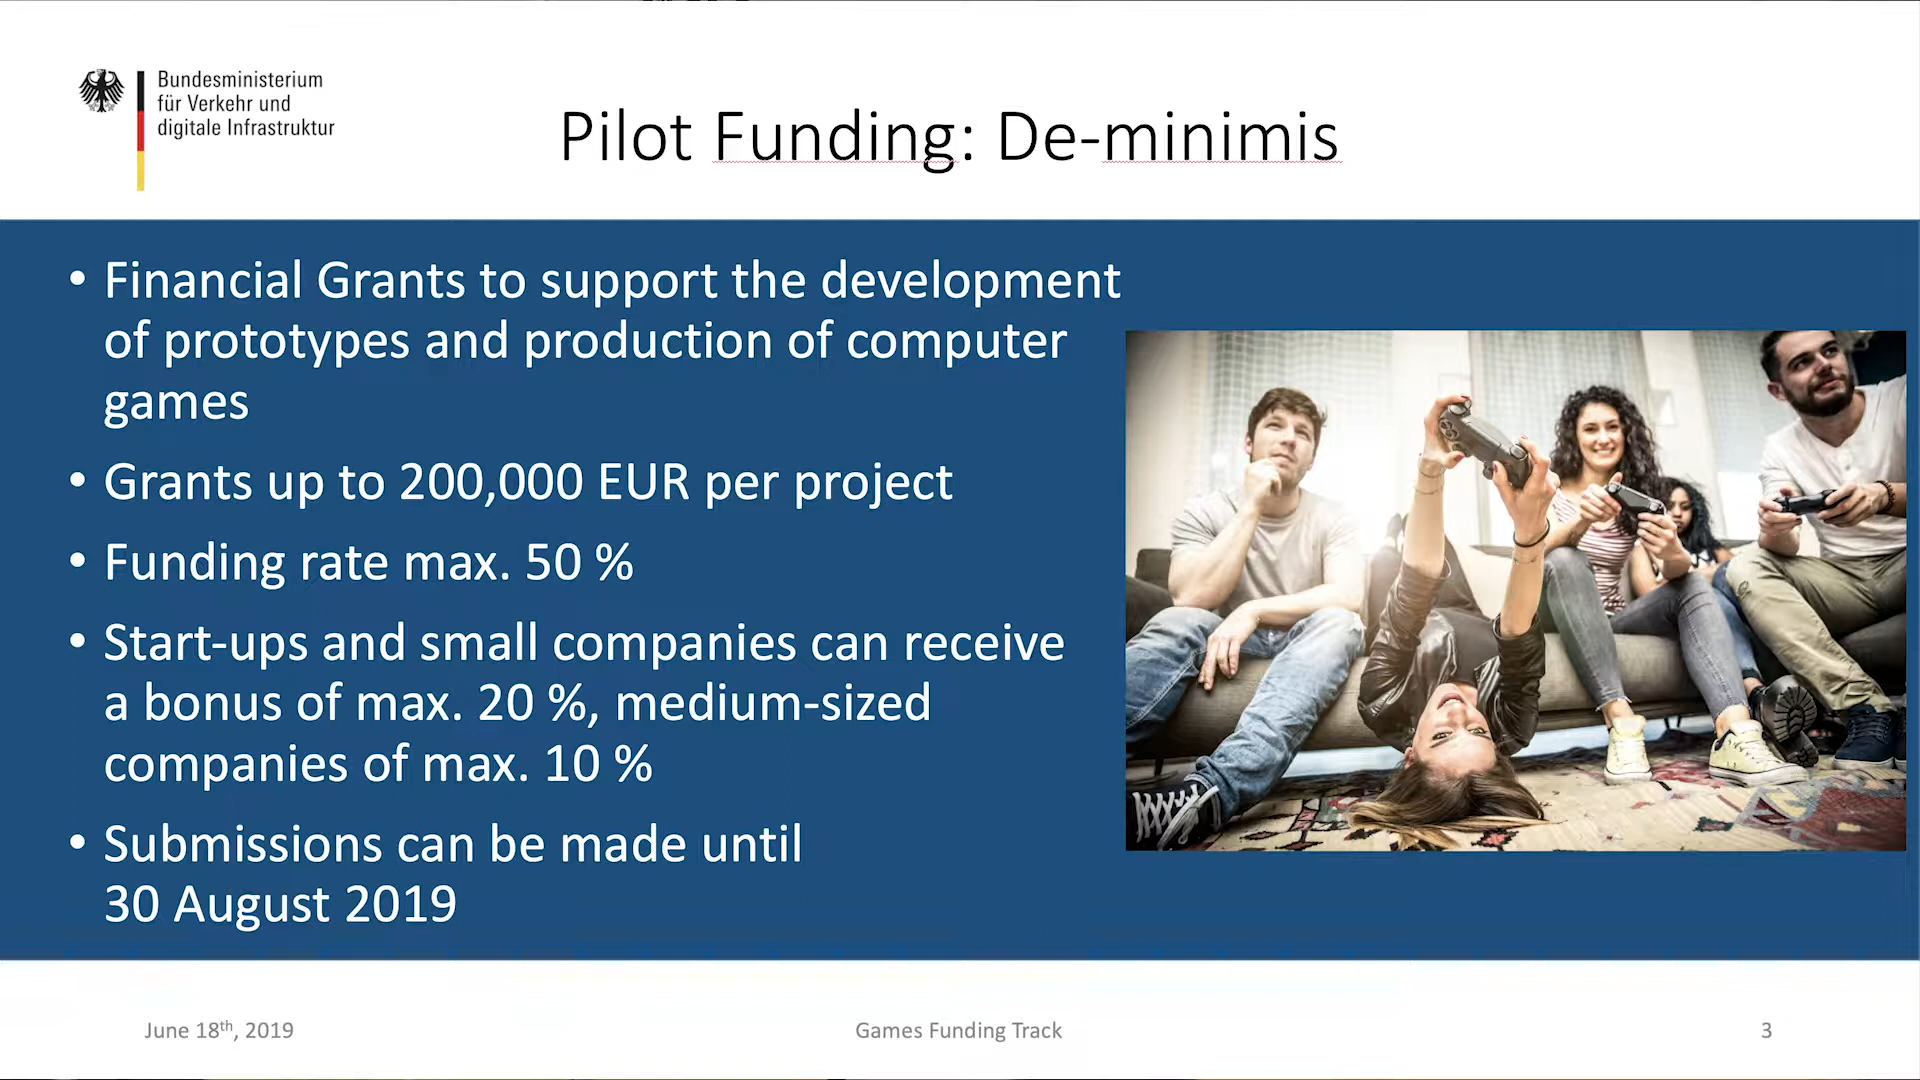 Bundesministerium
für Verkehr und
digitale Infrastruktur
Pilot Funding: De-minimis
• Financial Grants to support the development
of prototypes and production of computer
games
• Grants up to 200,000 EUR per project
• Funding rate max. 50 %
• Start-ups and small companies can receive
a bonus of max. 20 %, medium-sized
companies of max. 10 %
• Submissions can be made until
30 August 2019
June 18th, 2019
Games Funding Track
3